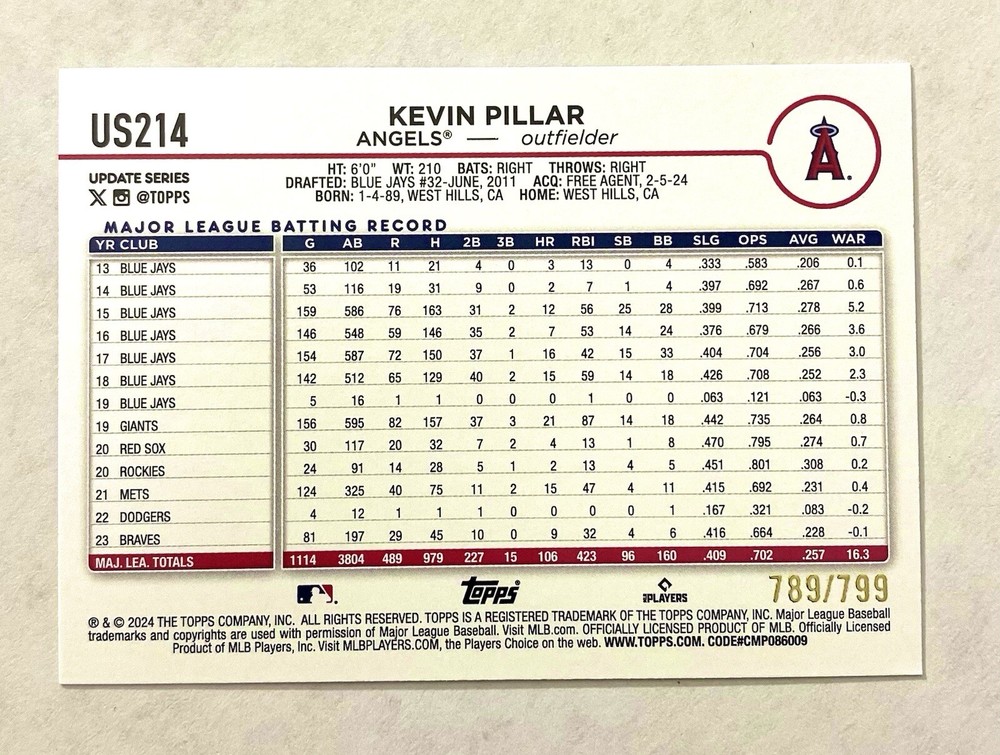 US214
KEVIN PILLAR
ANGELS® — outfielder
A.
UPDATE SERIES
X @TOPPS
HT: 6'0" WT: 210 BATS: RIGHT THROWS: RIGHT
DRAFTED: BLUE JAYS #32-JUNE, 2011 ACQ: FREE AGENT, 2-5-24
BORN: 1-4-89, WEST HILLS, CA HOME: WEST HILLS, CA
MAJOR LEAGUE BATTING RECORD
YR CLUB G AB R H 2B 3B HR RBI SB BB SLG OPS AVG WAR
13 BLUE JAYS 36 102 11 21 4 0 3 13 0 4 .333 .583 .206 0.1
14 BLUE JAYS 53 116 19 31 9 0 2 7 1 4 .397 .692 .267 0.6
15 BLUE JAYS 159 586 76 163 31 2 12 56 25 28 .399 .713 .278 5.2
16 BLUE JAYS 146 548 59 146 35 2 7 53 14 24 .376 .679 .266 3.6
17 BLUE JAYS 154 587 72 150 37 1 16 42 15 33 .404 .704 .256 3.0
18 BLUE JAYS 142 512 65 129 40 2 15 59 14 18 .426 .708 .252 2.3
19 BLUE JAYS 5 16 1 1 0 0 0 1 0 0 .063 .121 .063 -0.3
19 GIANTS 156 595 82 157 37 3 21 87 14 18 .442 .735 .264 0.8
20 RED SOX 30 117 20 32 7 2 4 13 1 8 .470 .795 .274 0.7
20 ROCKIES 24 91 14 28 5 1 2 13 4 5 .451 .801 .308 0.2
21 METS 124 325 40 75 11 2 15 47 4 11 .415 .692 .231 0.4
22 DODGERS 4 12 1 1 1 0 0 0 0 1 .167 .321 .083 -0.2
23 BRAVES 81 197 29 45 10 0 9 32 4 6 .416 .664 .228 -0.1
MAJ. LEA. TOTALS 1114 3804 489 979 227 15 106 423 96 160 .409 .702 .257 16.3
Topps
MLB PLAYERS
789/799
® & © 2024 THE TOPPS COMPANY, INC. ALL RIGHTS RESERVED. TOPPS IS A REGISTERED TRADEMARK OF THE TOPPS COMPANY, INC. Major League Baseball
trademarks and copyrights are used with permission of Major League Baseball. Visit MLB.com. OFFICIALLY LICENSED PRODUCT OF MLB. Officially Licensed
Product of MLB Players, Inc. Visit MLBPLAYERS.COM, the Players Choice on the web. WWW.TOPPS.COM. CODE#CMP086009